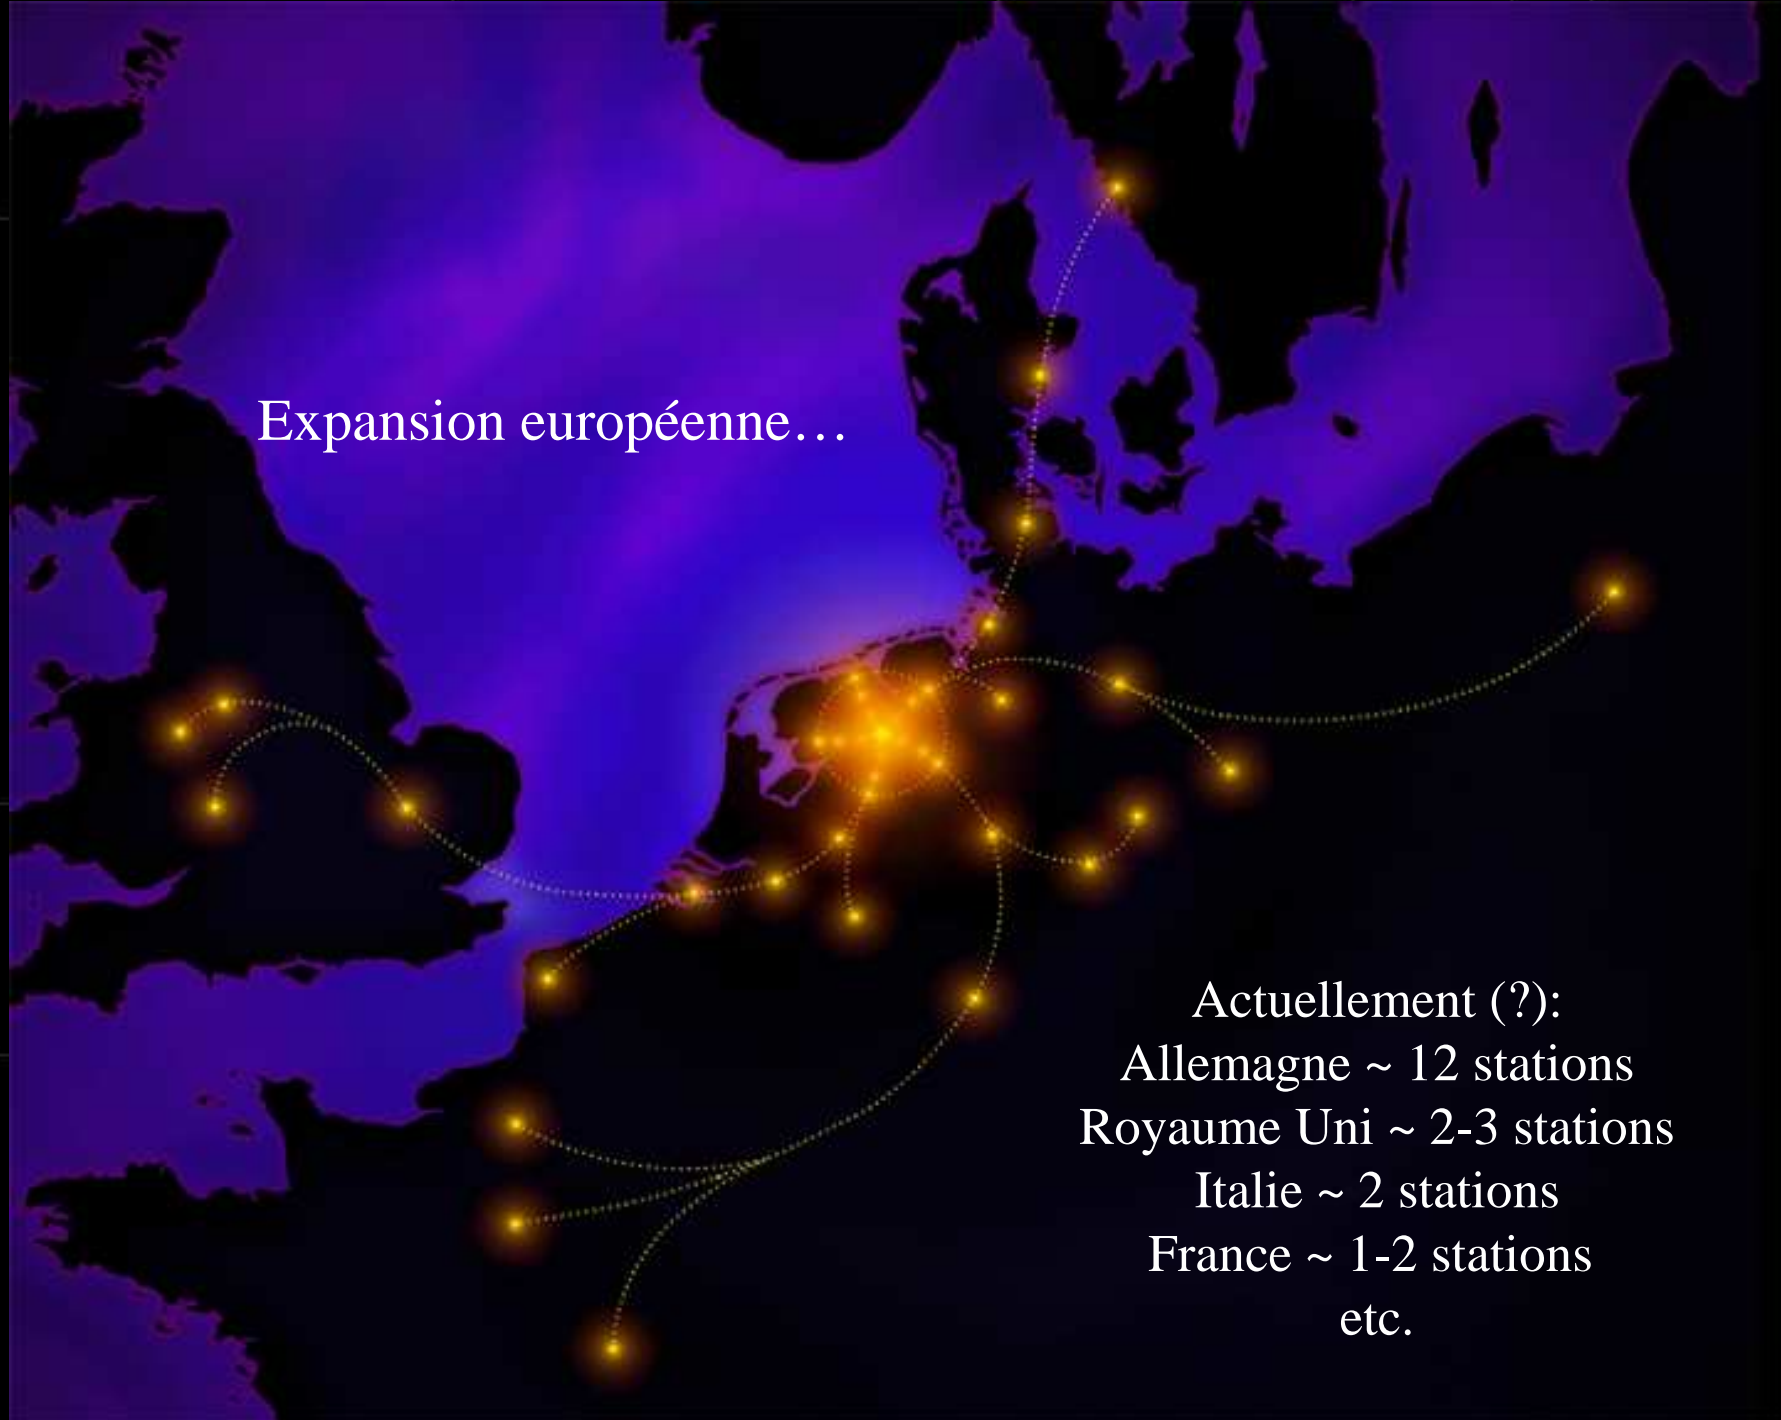 Expansion européenne…
Actuellement (?):
Allemagne ~ 12 stations
Royaume Uni ~ 2-3 stations
Italie ~ 2 stations
France ~ 1-2 stations
etc.